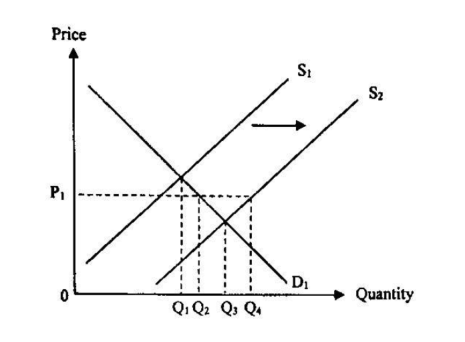 Price
S₁
S₂
P₁
D₁
0
Quantity
Q₁ Q₂ Q₃ Q₄